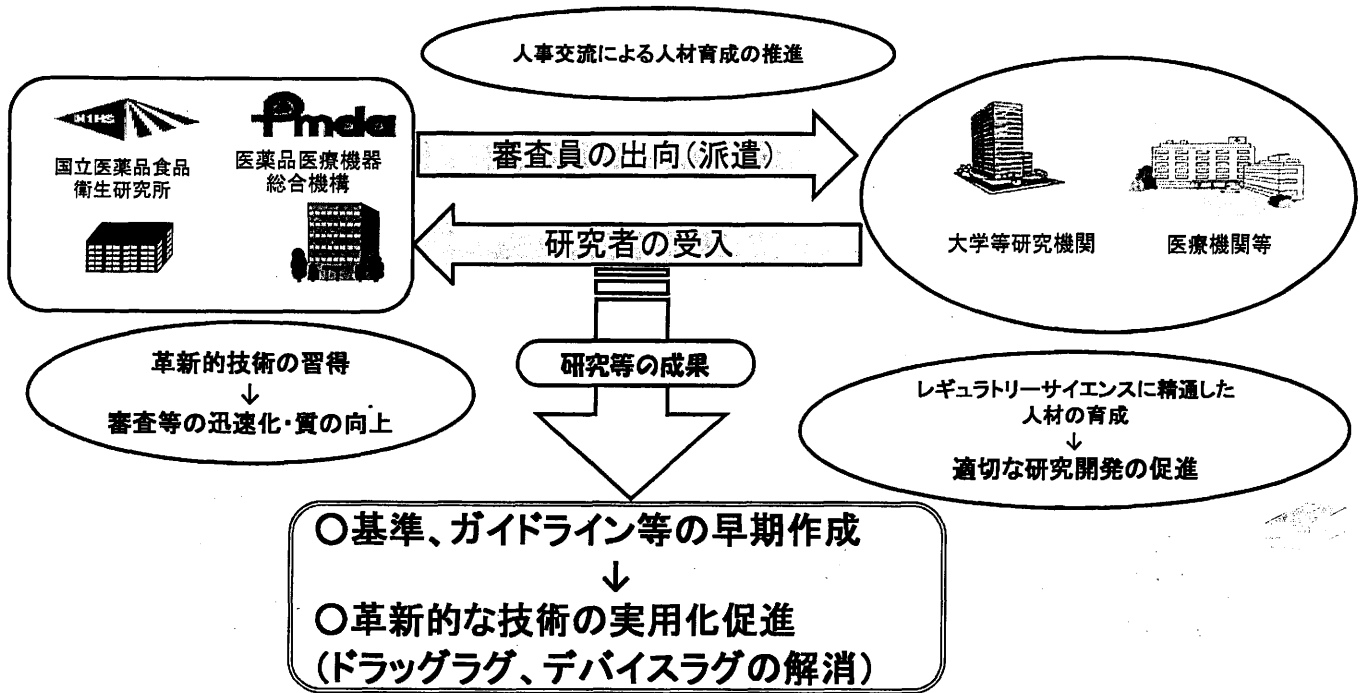 人事交流による人材育成の推進
NIHS
pmda
国立医薬品食品
衛生研究所
医薬品医療機器
総合機構
審査員の出向(派遣)
研究者の受入
大学等研究機関
医療機関等
革新的技術の習得
↓
審査等の迅速化・質の向上
研究等の成果
レギュラトリーサイエンスに精通した
人材の育成
↓
適切な研究開発の促進
○基準、ガイドライン等の早期作成
↓
○革新的な技術の実用化促進
(ドラッグラグ、デバイスラグの解消)